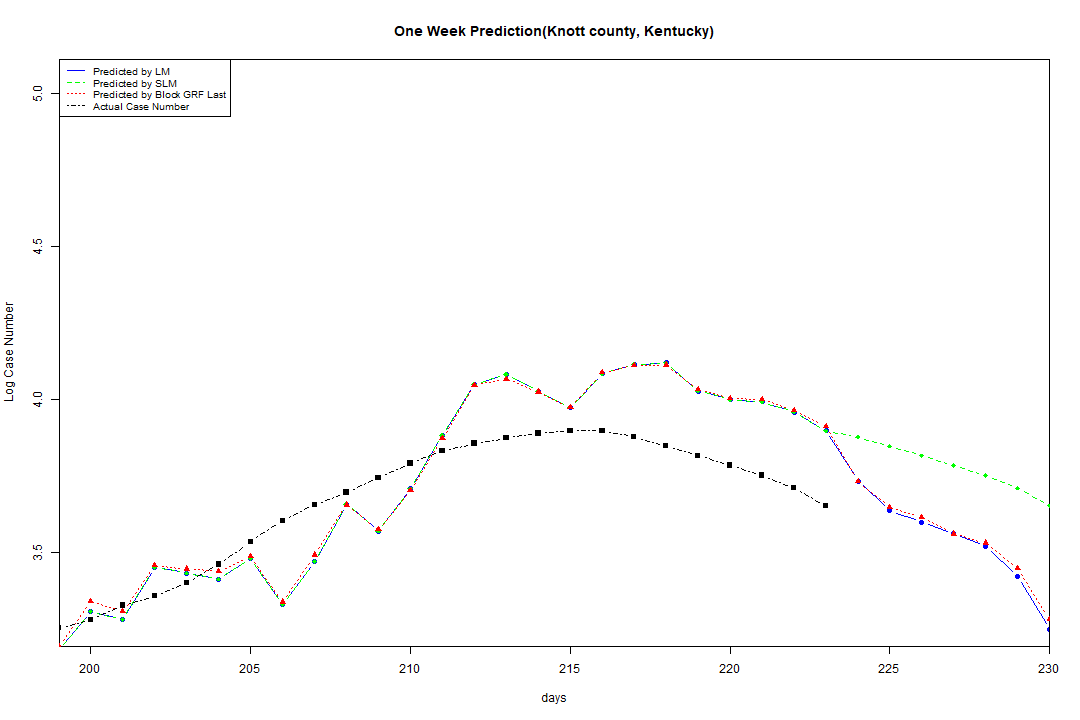 One Week Prediction(Knott county, Kentucky)
Predicted by LM
Predicted by SLM
Predicted by Block GRF Last
Actual Case Number
5.0
4.5
4.0
3.5
Log Case Number
200 205 210 215 220 225 230
days